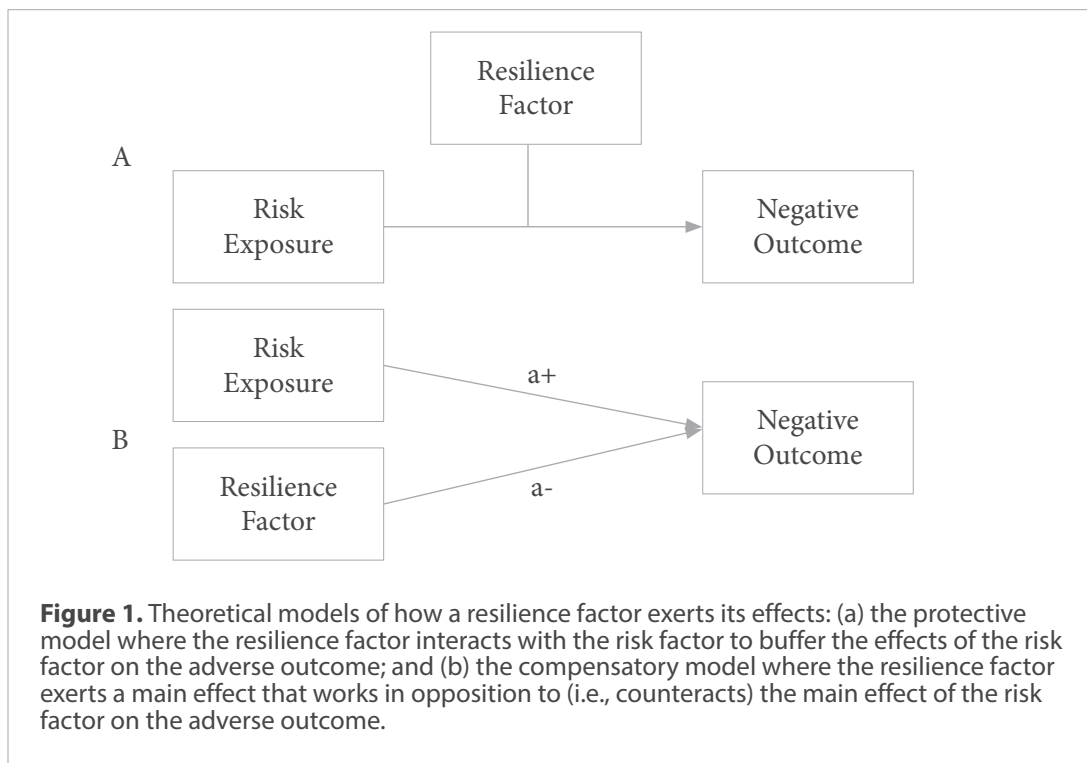 Resilience
Factor
A
Risk
Exposure
Negative
Outcome
Risk
Exposure
a+
Negative
Outcome
B
Resilience
Factor
a-
Figure 1. Theoretical models of how a resilience factor exerts its effects: (a) the protective
model where the resilience factor interacts with the risk factor to buffer the effects of the risk
factor on the adverse outcome; and (b) the compensatory model where the resilience factor
exerts a main effect that works in opposition to (i.e., counteracts) the main effect of the risk
factor on the adverse outcome.